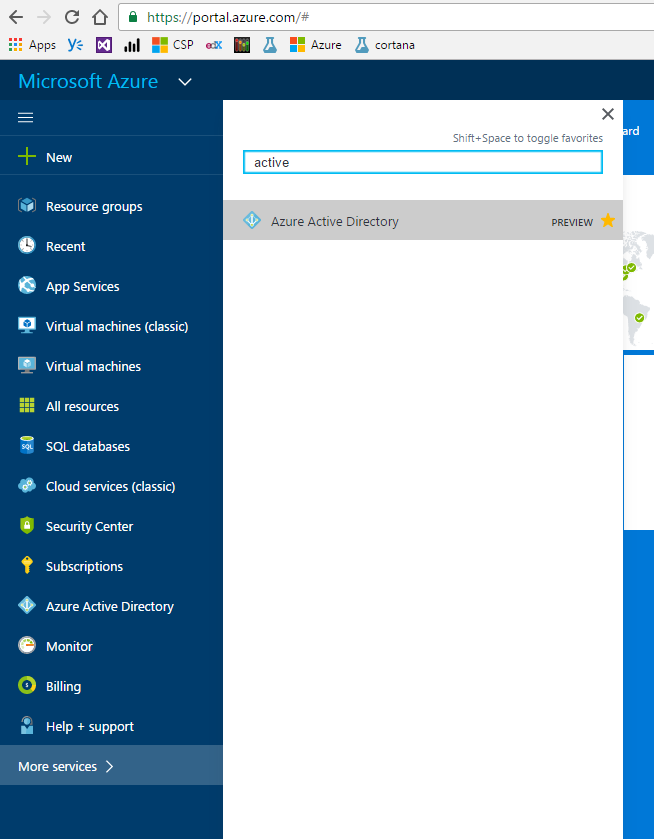 https://portal.azure.com/#
Apps CSP edX Azure cortana
Microsoft Azure
ard
Shift+Space to toggle favorites
active
New
Azure Active Directory PREVIEW
Resource groups
Recent
App Services
Virtual machines (classic)
Virtual machines
All resources
SQL databases
Cloud services (classic)
Security Center
Subscriptions
Azure Active Directory
Monitor
Billing
Help + support
More services